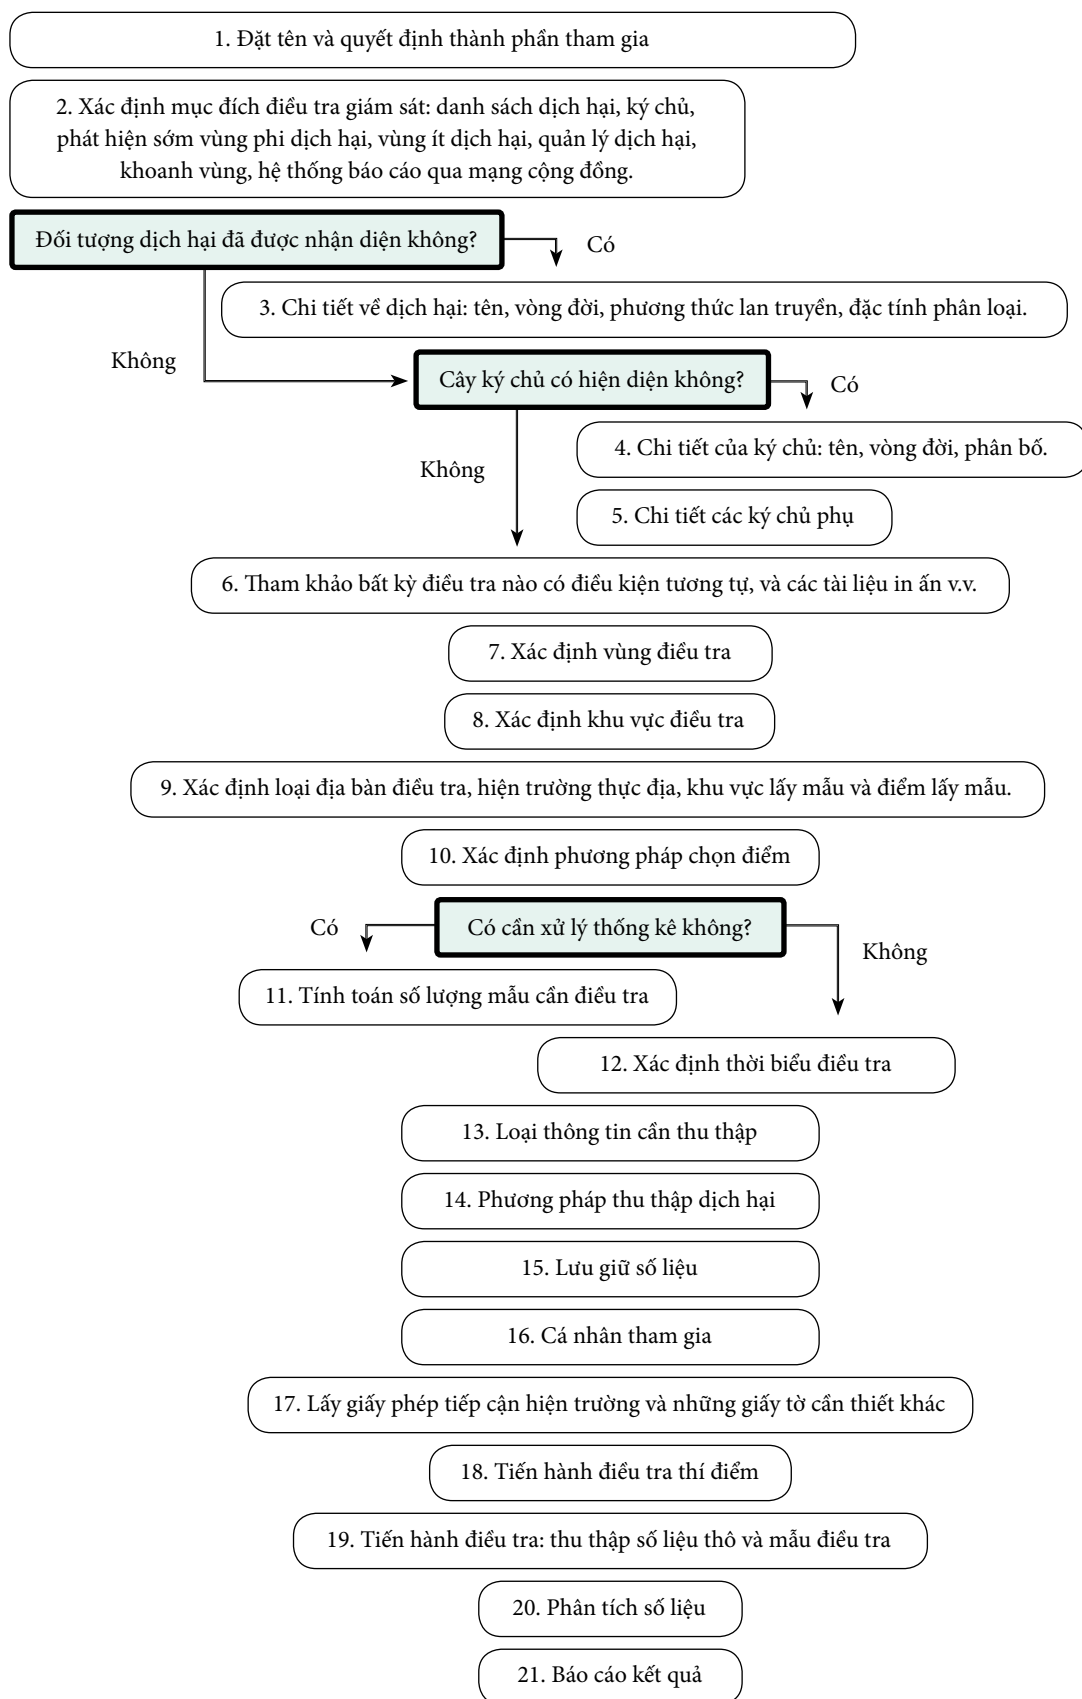 1. Đặt tên và quyết định thành phần tham gia
2. Xác định mục đích điều tra giám sát: danh sách dịch hại, ký chủ,
phát hiện sớm vùng phi dịch hại, vùng ít dịch hại, quản lý dịch hại,
khoanh vùng, hệ thống báo cáo qua mạng cộng đồng.
Đối tượng dịch hại đã được nhận diện không?
Có
3. Chi tiết về dịch hại: tên, vòng đời, phương thức lan truyền, đặc tính phân loại.
Không
Cây ký chủ có hiện diện không?
Có
4. Chi tiết của ký chủ: tên, vòng đời, phân bố.
Không
5. Chi tiết các ký chủ phụ
6. Tham khảo bất kỳ điều tra nào có điều kiện tương tự, và các tài liệu in ấn v.v.
7. Xác định vùng điều tra
8. Xác định khu vực điều tra
9. Xác định loại địa bàn điều tra, hiện trường thực địa, khu vực lấy mẫu và điểm lấy mẫu.
10. Xác định phương pháp chọn điểm
Có
Có cần xử lý thống kê không?
Không
11. Tính toán số lượng mẫu cần điều tra
12. Xác định thời biểu điều tra
13. Loại thông tin cần thu thập
14. Phương pháp thu thập dịch hại
15. Lưu giữ số liệu
16. Cá nhân tham gia
17. Lấy giấy phép tiếp cận hiện trường và những giấy tờ cần thiết khác
18. Tiến hành điều tra thí điểm
19. Tiến hành điều tra: thu thập số liệu thô và mẫu điều tra
20. Phân tích số liệu
21. Báo cáo kết quả